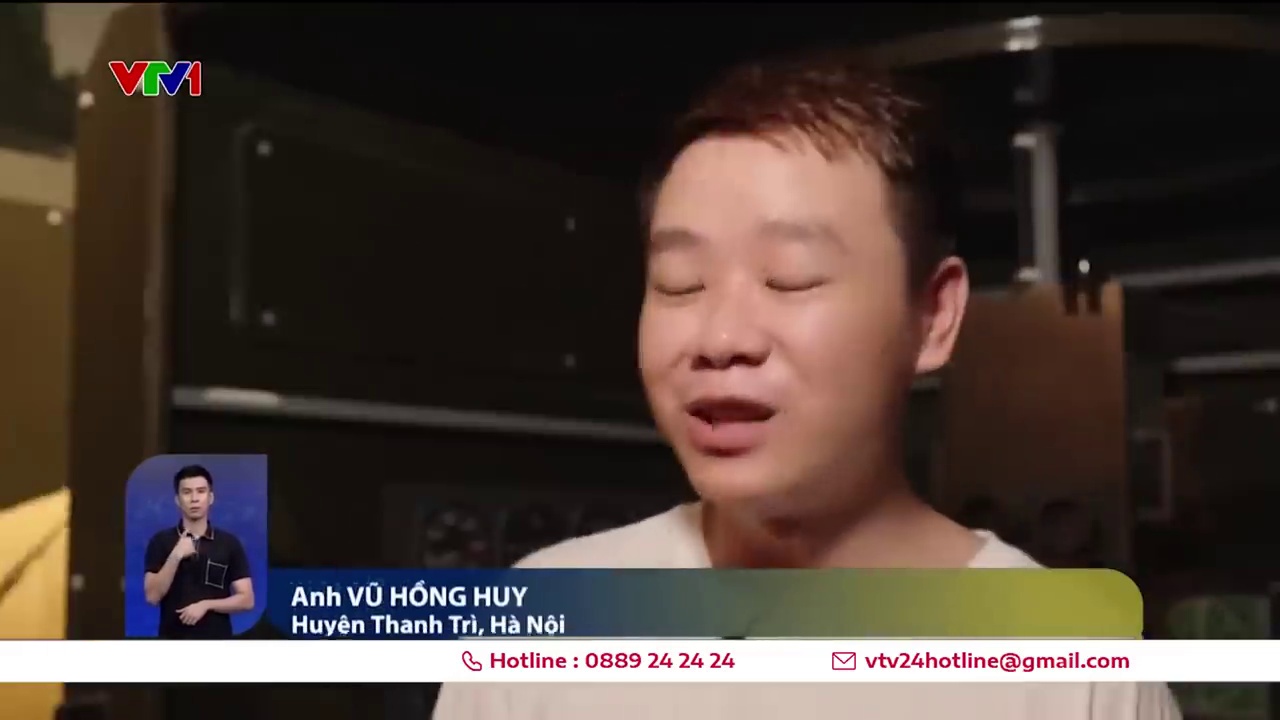 VTV1
Anh VŨ HỒNG HUY
Huyện Thanh Trì, Hà Nội
Hotline : 0889 24 24 24
vtv24hotline@gmail.com